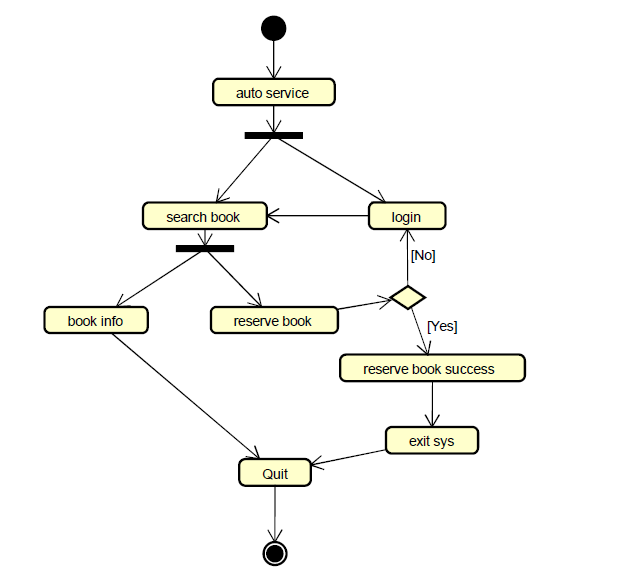 auto service
search book
login
[No]
book info
reserve book
[Yes]
reserve book success
exit sys
Quit